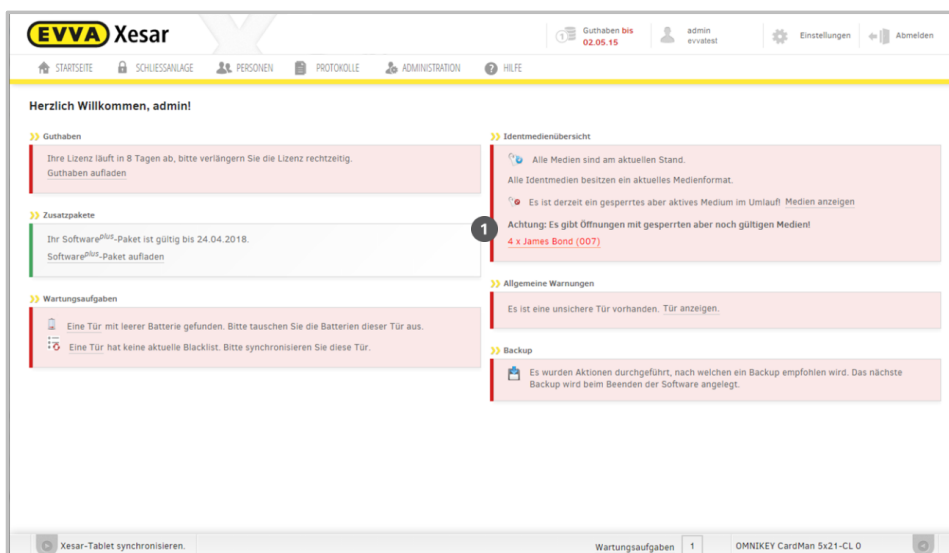 EVVA Xesar
Guthaben bis
02.05.15
admin
evvatest
Einstellungen
Abmelden
STARTSEITE
SCHLIESSANLAGE
PERSONEN
PROTOKOLLE
ADMINISTRATION
HILFE
Herzlich Willkommen, admin!
Guthaben
Ihre Lizenz läuft in 8 Tagen ab, bitte verlängern Sie die Lizenz rechtzeitig.
Guthaben aufladen
Zusatzpakete
Ihr Softwareplus-Paket ist gültig bis 24.04.2018.
Softwareplus-Paket aufladen
Wartungsaufgaben
Eine Tür mit leerer Batterie gefunden. Bitte tauschen Sie die Batterien dieser Tür aus.
Eine Tür hat keine aktuelle Blacklist. Bitte synchronisieren Sie diese Tür.
Identmedienübersicht
Alle Medien sind am aktuellen Stand.
Alle Identmedien besitzen ein aktuelles Medienformat.
Es ist derzeit ein gesperrtes aber aktives Medium im Umlauf! Medien anzeigen
1
Achtung: Es gibt Öffnungen mit gesperrten aber noch gültigen Medien!
4 x James Bond (007)
Allgemeine Warnungen
Es ist eine unsichere Tür vorhanden. Tür anzeigen.
Backup
Es wurden Aktionen durchgeführt, nach welchen ein Backup empfohlen wird. Das nächste
Backup wird beim Beenden der Software angelegt.
Xesar-Tablet synchronisieren.
Wartungsaufgaben 1
OMNIKEY CardMan 5x21-CL 0